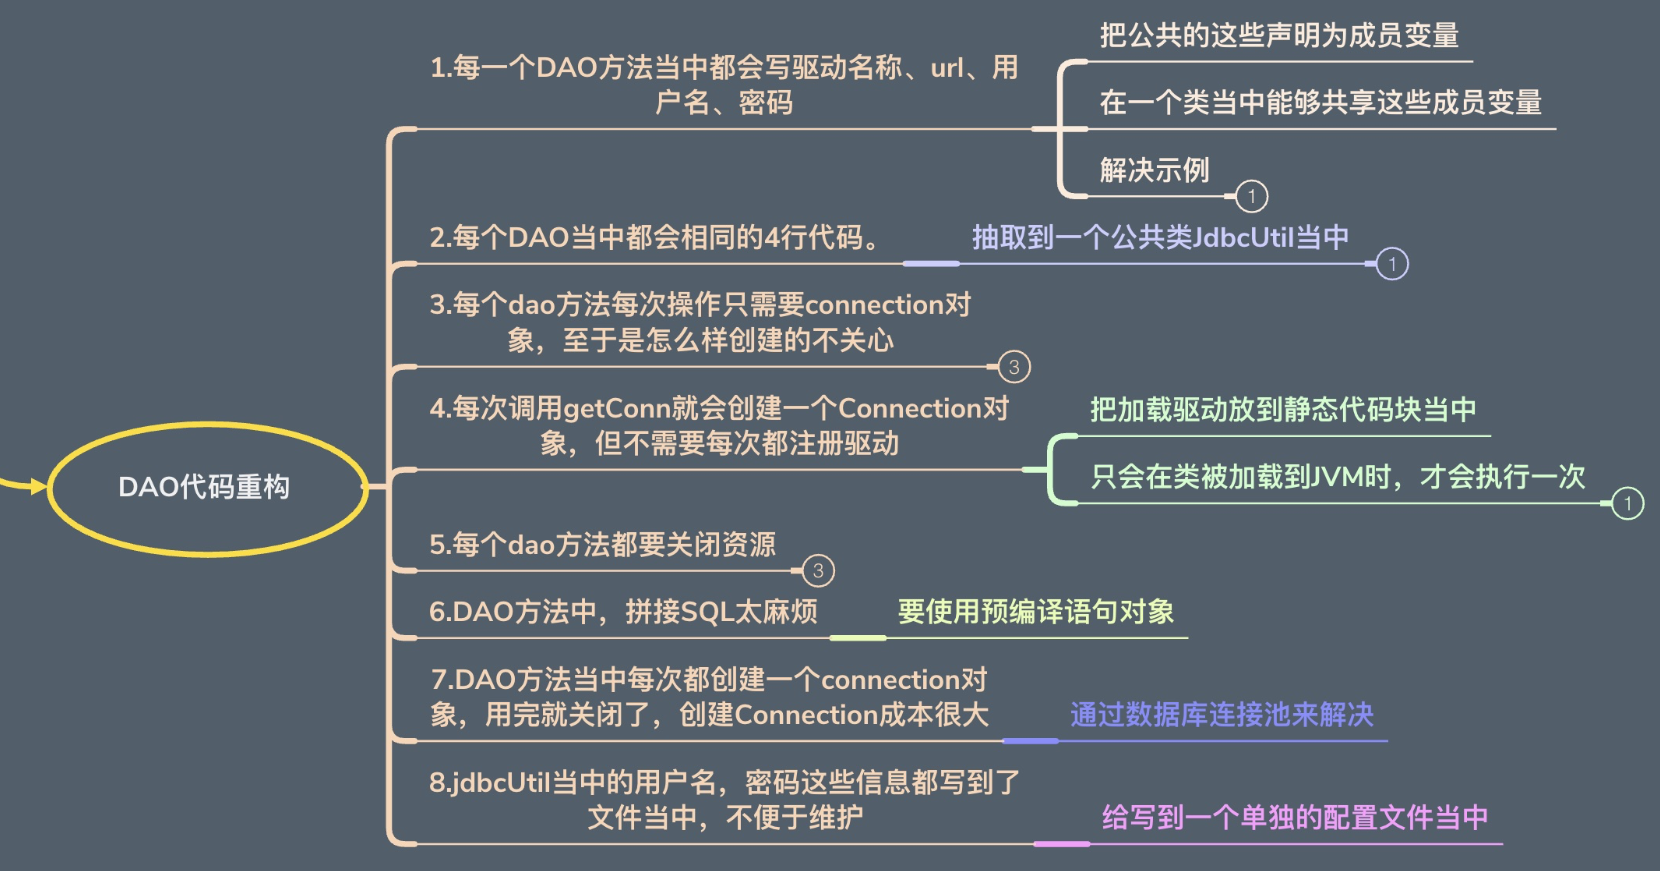 DAO代码重构
1.每一个DAO方法当中都会写驱动名称、url、用
户名、密码
把公共的这些声明为成员变量
在一个类当中能够共享这些成员变量
解决示例
1
2.每个DAO当中都会相同的4行代码。
抽取到一个公共类JdbcUtil当中
1
3.每个dao方法每次操作只需要connection对
象，至于是怎么样创建的不关心
3
4.每次调用getConn就会创建一个Connection对
象，但不需要每次都注册驱动
把加载驱动放到静态代码块当中
只会在类被加载到JVM时，才会执行一次
1
5.每个dao方法都要关闭资源
3
6.DAO方法中，拼接SQL太麻烦
要使用预编译语句对象
7.DAO方法当中每次都创建一个connection对
象，用完就关闭了，创建Connection成本很大
通过数据库连接池来解决
8.jdbcUtil当中的用户名，密码这些信息都写到了
文件当中，不便于维护
给写到一个单独的配置文件当中